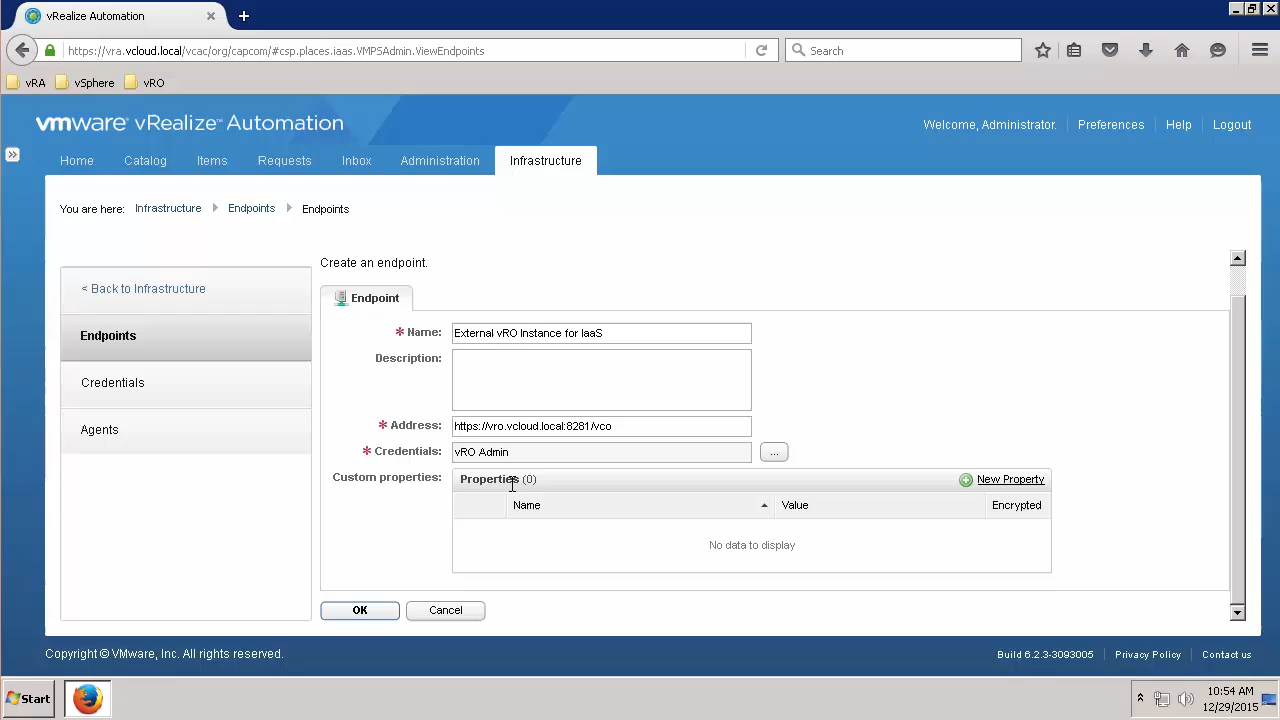 vRealize Automation
https://vra.vcloud.local/vcac/org/capcom/#csp.places.iaas.VMPSAdmin.ViewEndpoints
Search
vRA vSphere vRO
vmware® vRealize™ Automation
Welcome, Administrator. Preferences Help Logout
Home Catalog Items Requests Inbox Administration Infrastructure
You are here: Infrastructure Endpoints Endpoints
Create an endpoint.
< Back to Infrastructure
Endpoints
Credentials
Agents
Endpoint
* Name: External vRO Instance for IaaS
Description:
* Address: https://vro.vcloud.local:8281/vco
* Credentials: vRO Admin ...
Custom properties: Properties (0) New Property
Name Value Encrypted
No data to display
OK Cancel
Copyright © VMware, Inc. All rights reserved. Build 6.2.3-3093005 Privacy Policy Contact us
Start
10:54 AM
12/29/2015